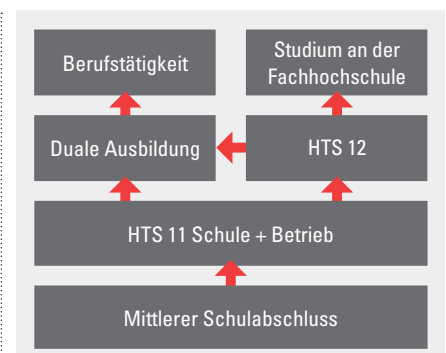 Berufstätigkeit
Studium an der
Fachhochschule
Duale Ausbildung
HTS 12
HTS 11 Schule + Betrieb
Mittlerer Schulabschluss